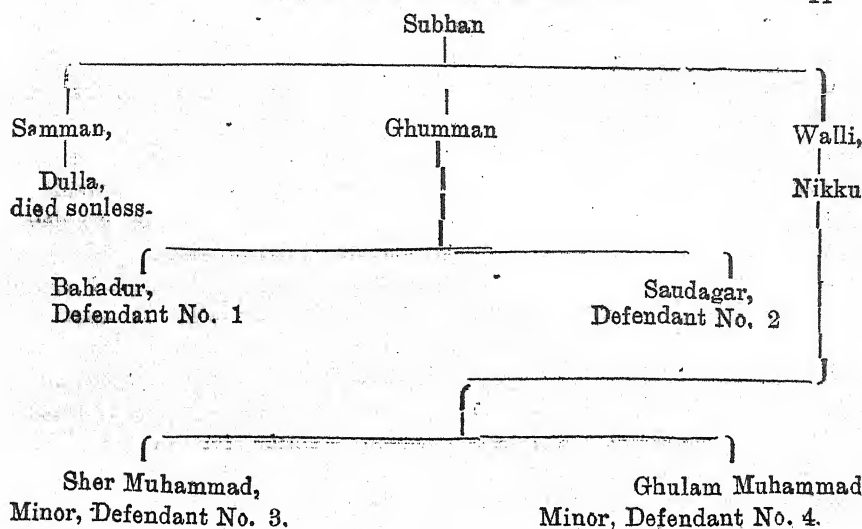 Subhan
Samman, Ghumman Walli,
Dulla, Nikku
died sonless.
Bahadur, Saudagar,
Defendant No. 1 Defendant No. 2
Sher Muhammad, Ghulam Muhammad
Minor, Defendant No. 3. Minor, Defendant No. 4.